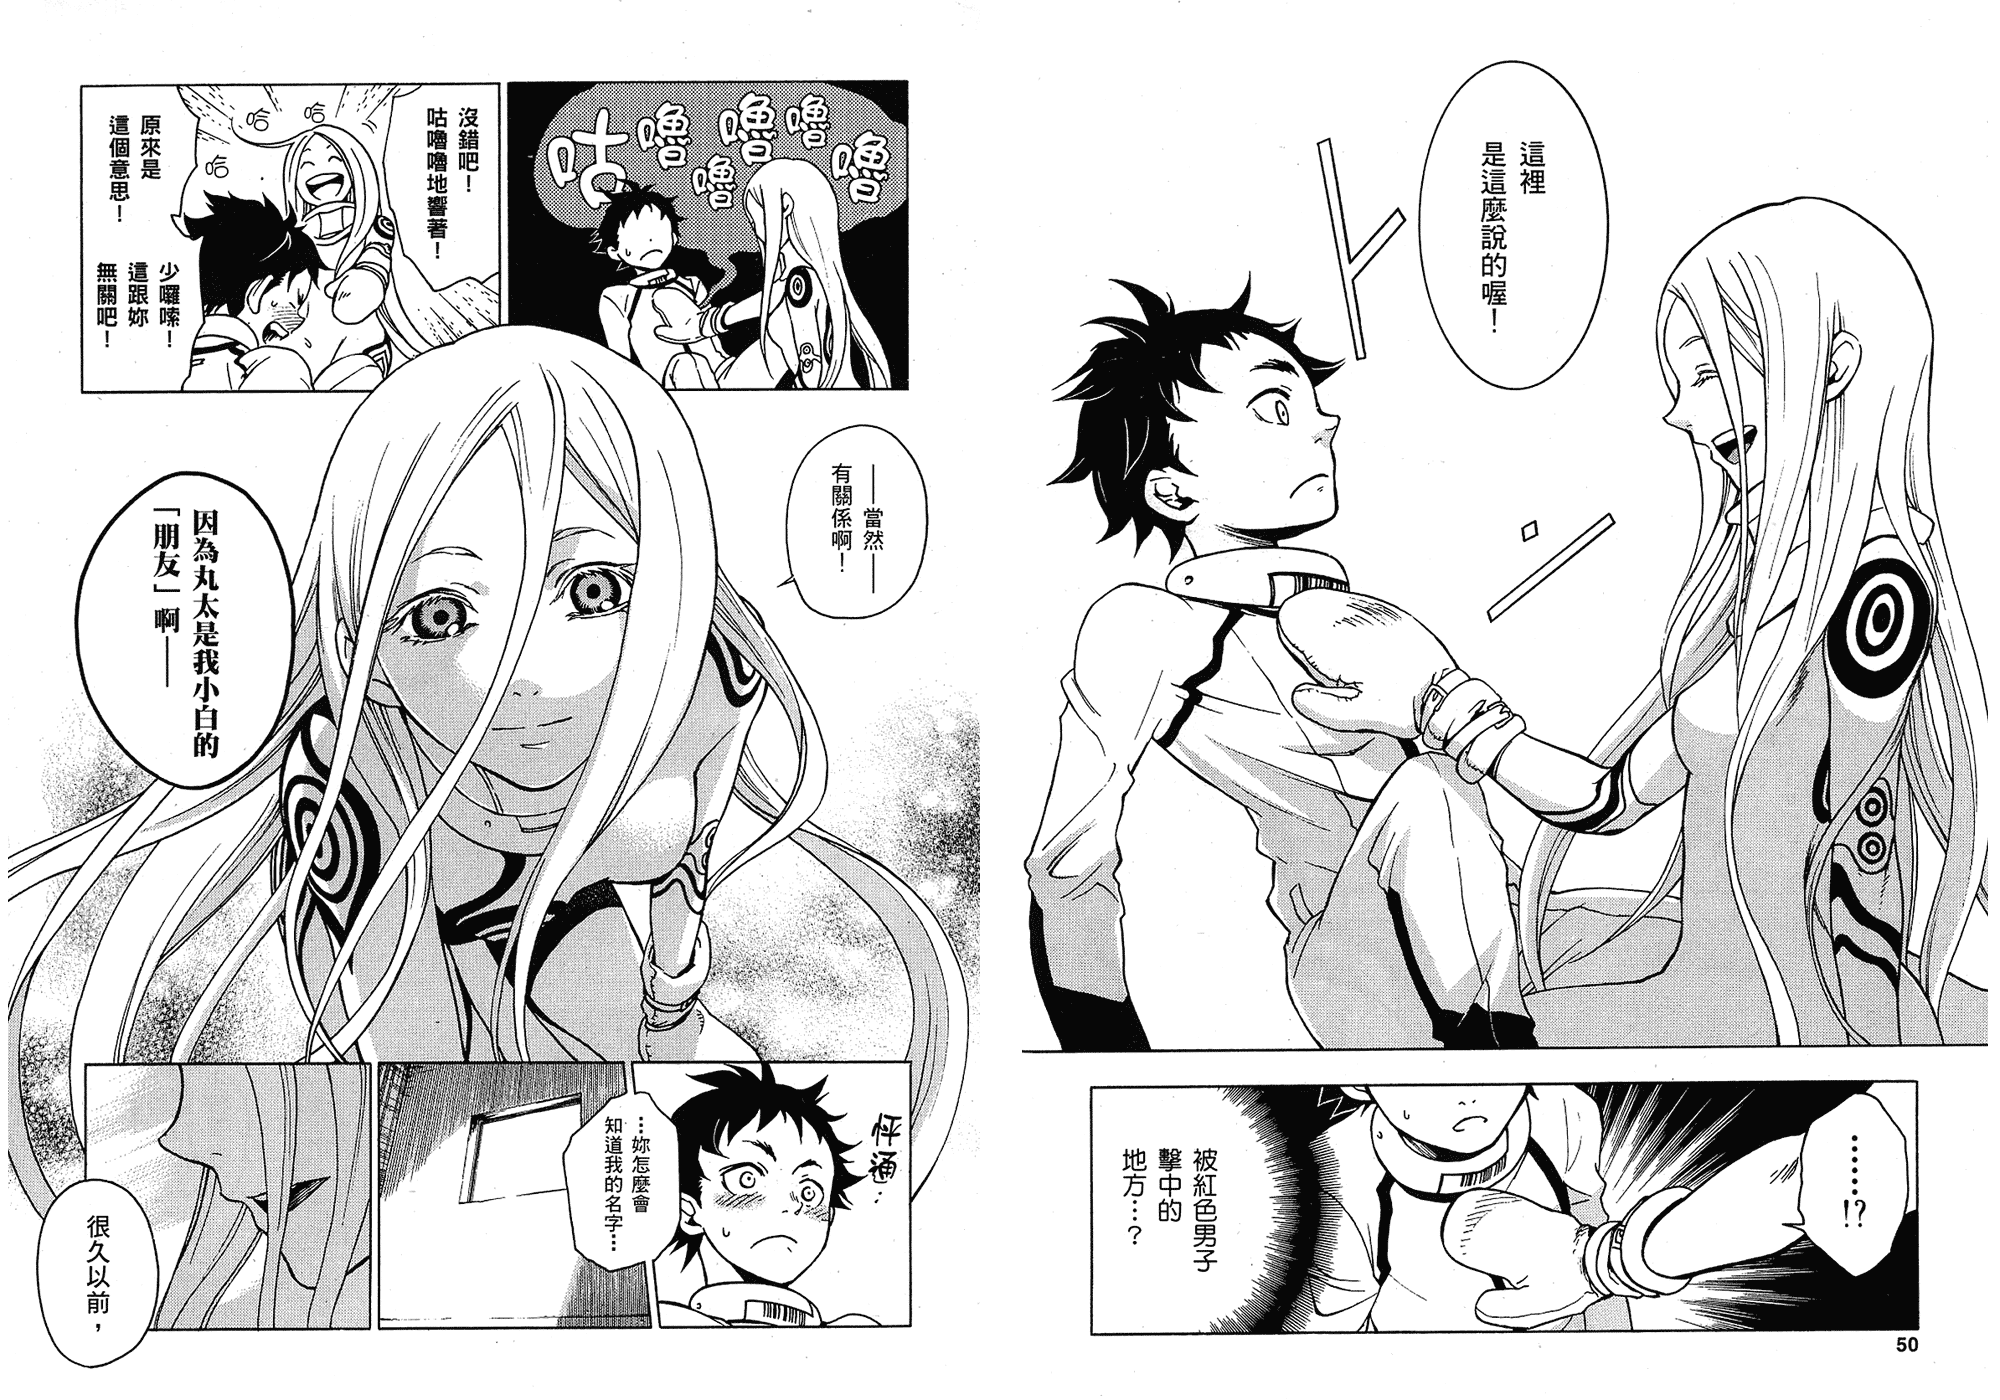 這裡
是這麼說的喔！
……
!?
被紅色男子
擊中的
地方…？
50
咕嚕嚕嚕嚕嚕
沒錯吧！
咕嚕嚕地響著！
哈
哈
哈
原來是
這個意思！
少囉嗦！
這跟妳
無關吧！
──當然──
有關係啊！
因為丸太是我小白的
「朋友」啊──
怦通…
…妳怎麼會
知道我的名字…
很久以前，